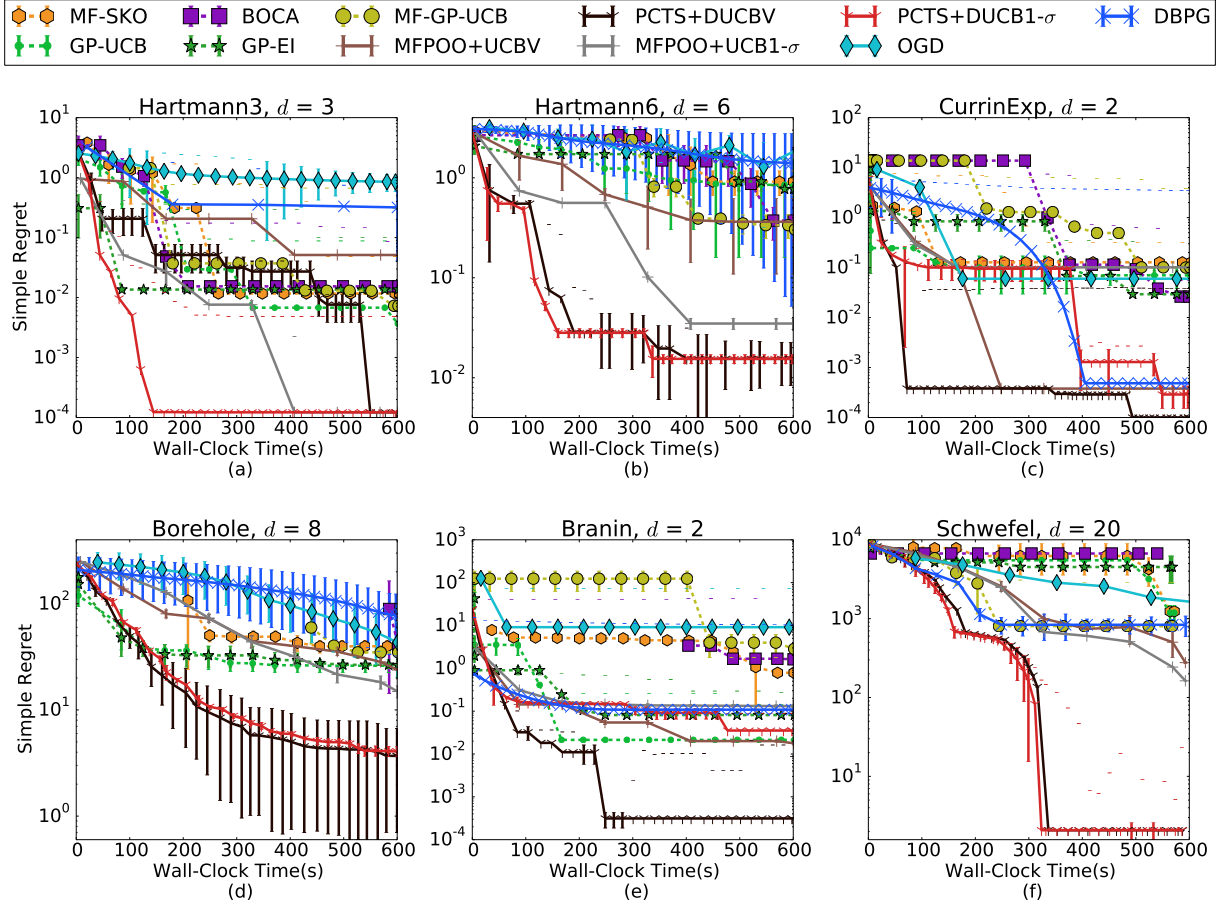 MF-SKO BOCA MF-GP-UCB PCTS+DUCBV PCTS+DUCB1-σ DBPG
GP-UCB GP-EI MFPOO+UCBV MFPOO+UCB1-σ OGD
Hartmann3, d = 3
10^1
10^0
10^-1
10^-2
10^-3
10^-4
Simple Regret
0 100 200 300 400 500 600
Wall-Clock Time(s)
(a)
Hartmann6, d = 6
10^0
10^-1
10^-2
0 100 200 300 400 500 600
Wall-Clock Time(s)
(b)
CurrinExp, d = 2
10^2
10^1
10^0
10^-1
10^-2
10^-3
10^-4
0 100 200 300 400 500 600
Wall-Clock Time(s)
(c)
Borehole, d = 8
10^2
10^1
10^0
Simple Regret
0 100 200 300 400 500 600
Wall-Clock Time(s)
(d)
Branin, d = 2
10^3
10^2
10^1
10^0
10^-1
10^-2
10^-3
10^-4
0 100 200 300 400 500 600
Wall-Clock Time(s)
(e)
Schwefel, d = 20
10^4
10^3
10^2
10^1
0 100 200 300 400 500 600
Wall-Clock Time(s)
(f)